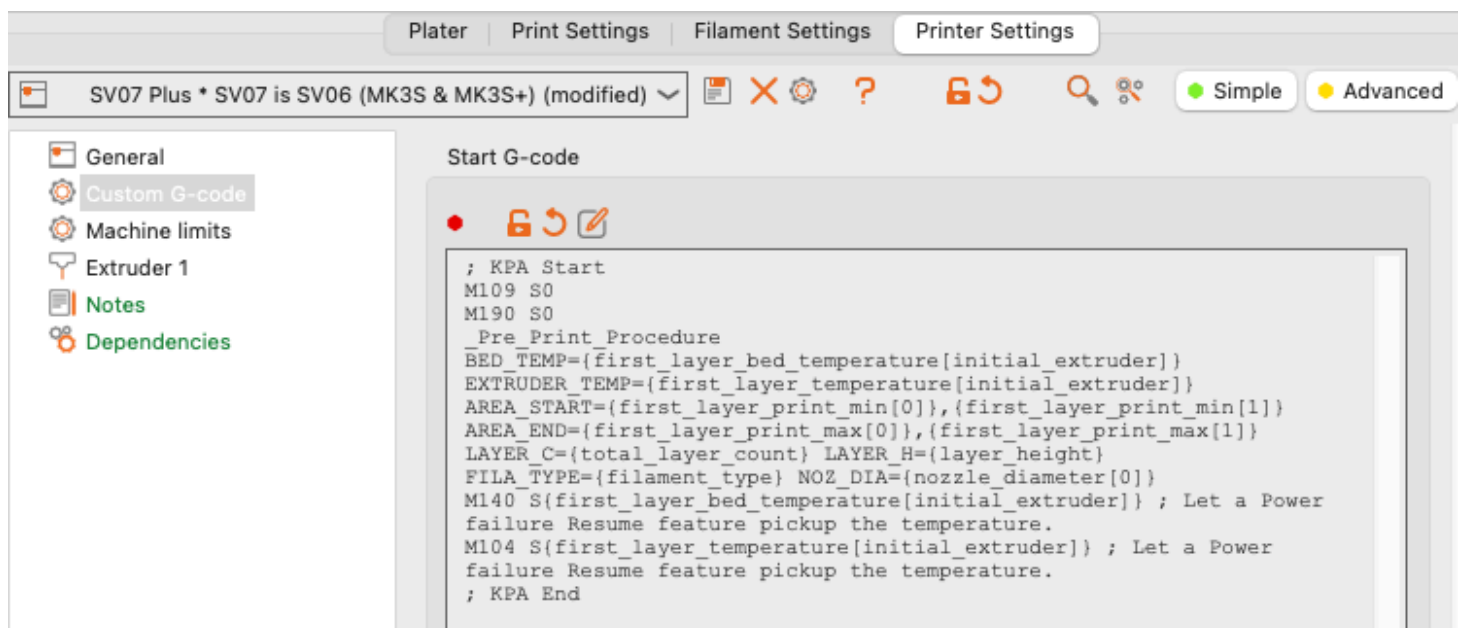 Plater
Print Settings
Filament Settings
Printer Settings
SV07 Plus * SV07 is SV06 (MK3S & MK3S+) (modified)
?
Simple
Advanced
General
Custom G-code
Machine limits
Extruder 1
Notes
Dependencies
Start G-code
; KPA Start
M109 S0
M190 S0
_Pre_Print_Procedure
BED_TEMP={first_layer_bed_temperature[initial_extruder]}
EXTRUDER_TEMP={first_layer_temperature[initial_extruder]}
AREA_START={first_layer_print_min[0]},{first_layer_print_min[1]}
AREA_END={first_layer_print_max[0]},{first_layer_print_max[1]}
LAYER_C={total_layer_count} LAYER_H={layer_height}
FILA_TYPE={filament_type} NOZ_DIA={nozzle_diameter[0]}
M140 S{first_layer_bed_temperature[initial_extruder]} ; Let a Power
failure Resume feature pickup the temperature.
M104 S{first_layer_temperature[initial_extruder]} ; Let a Power
failure Resume feature pickup the temperature.
; KPA End